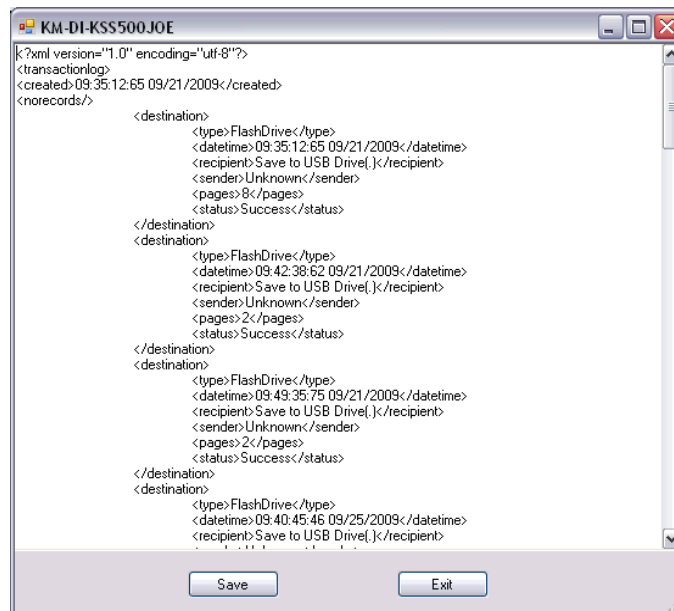 KM-DI-KSS500JOE
<?xml version="1.0" encoding="utf-8"?>
<transactionlog>
<created>09:35:12:65 09/21/2009</created>
<norecords/>
<destination>
<type>FlashDrive</type>
<datetime>09:35:12:65 09/21/2009</datetime>
<recipient>Save to USB Drive(.)</recipient>
<sender>Unknown</sender>
<pages>8</pages>
<status>Success</status>
</destination>
<destination>
<type>FlashDrive</type>
<datetime>09:42:38:62 09/21/2009</datetime>
<recipient>Save to USB Drive(.)</recipient>
<sender>Unknown</sender>
<pages>2</pages>
<status>Success</status>
</destination>
<destination>
<type>FlashDrive</type>
<datetime>09:49:35:75 09/21/2009</datetime>
<recipient>Save to USB Drive(.)</recipient>
<sender>Unknown</sender>
<pages>2</pages>
<status>Success</status>
</destination>
<destination>
<type>FlashDrive</type>
<datetime>09:40:45:46 09/25/2009</datetime>
<recipient>Save to USB Drive(.)</recipient>
Save Exit